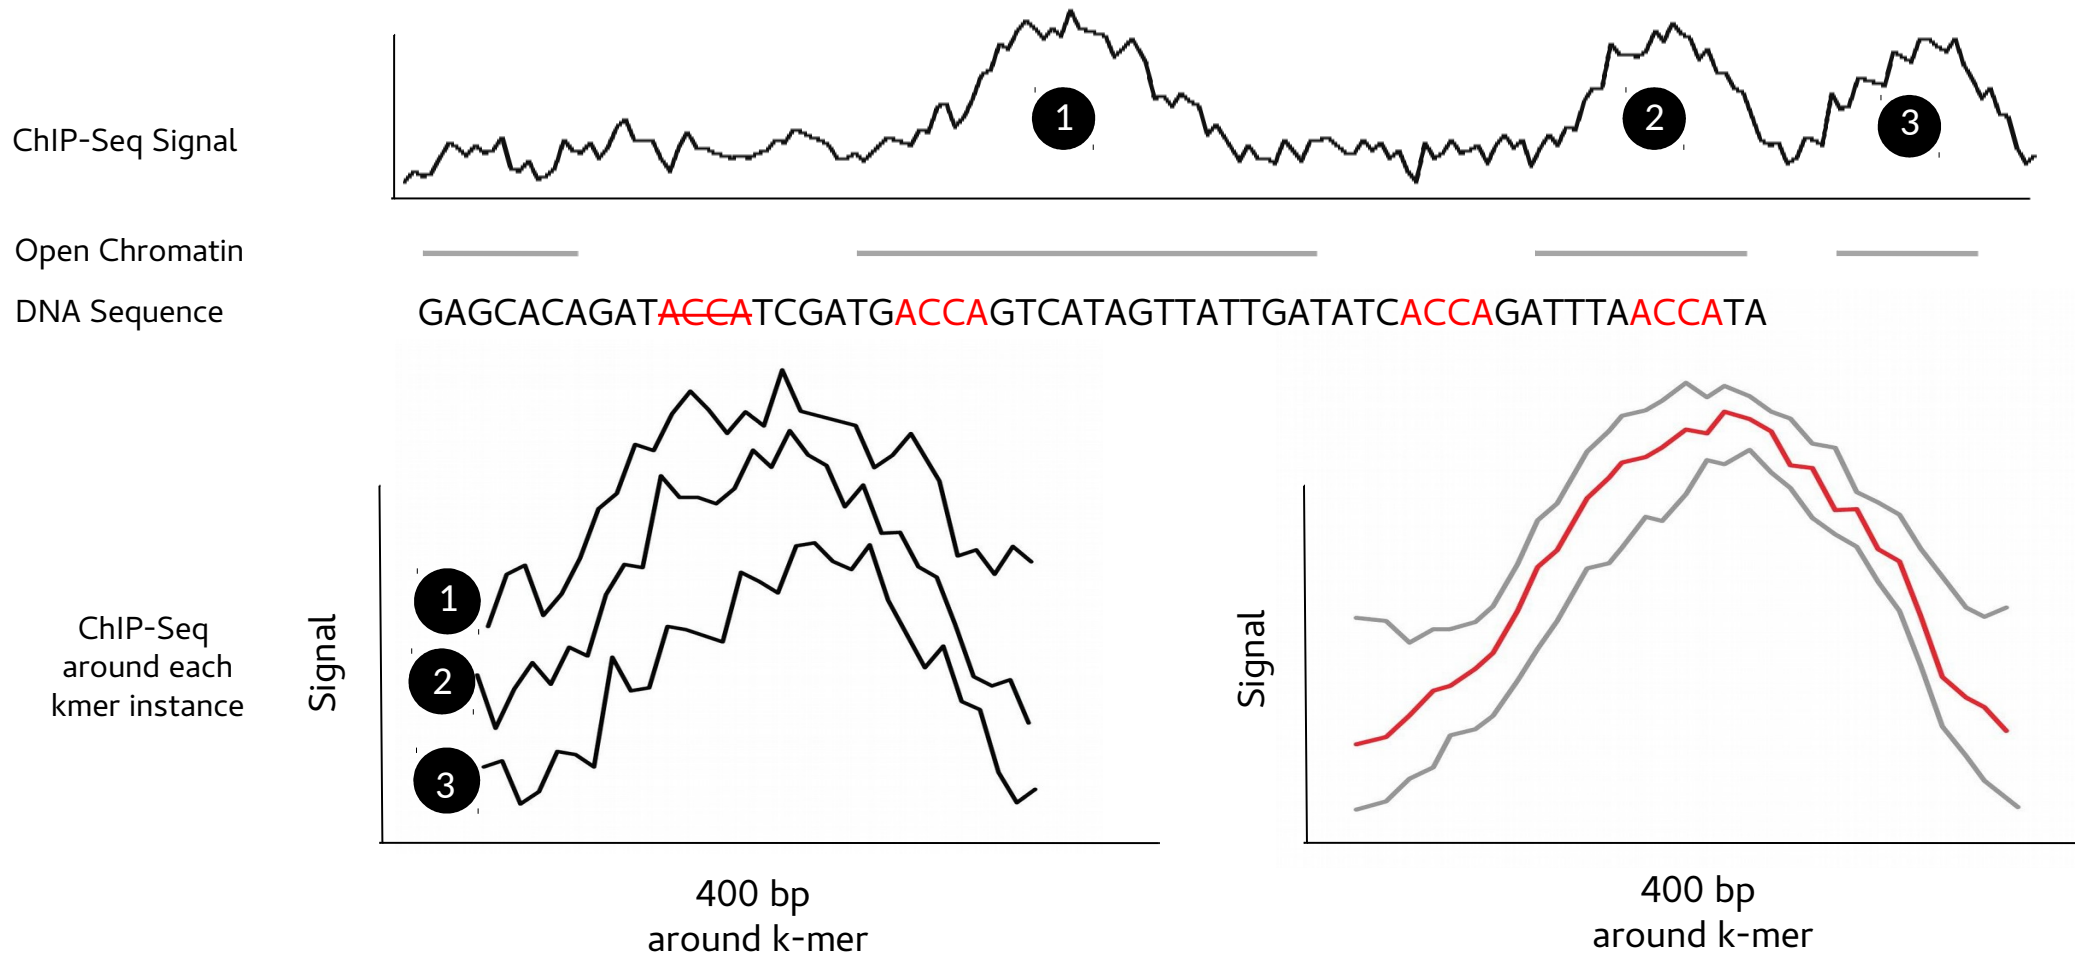 1
2
3
ChIP-Seq Signal
Open Chromatin
DNA Sequence
GAGCACAGATACCATCGATGACCAGTCATAGTTATTGATATCACCAGATTTAACCATA
ChIP-Seq
around each
kmer instance
Signal
1
2
3
400 bp
around k-mer
Signal
400 bp
around k-mer